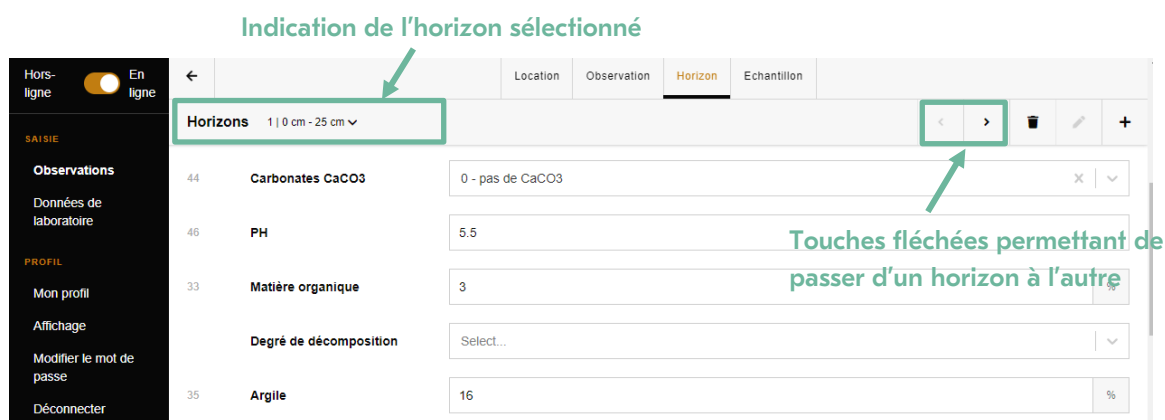 Indication de l'horizon sélectionné
Hors-ligne
En ligne
Location
Observation
Horizon
Echantillon
Horizons 1 | 0 cm - 25 cm
SAISIE
Observations
Données de
laboratoire
PROFIL
Mon profil
Affichage
Modifier le mot de
passe
Déconnecter
44 Carbonates CaCO3 0 - pas de CaCO3
46 PH 5.5
Touches fléchées permettant de
passer d'un horizon à l'autre
33 Matière organique 3 %
Degré de décomposition Select...
35 Argile 16 %